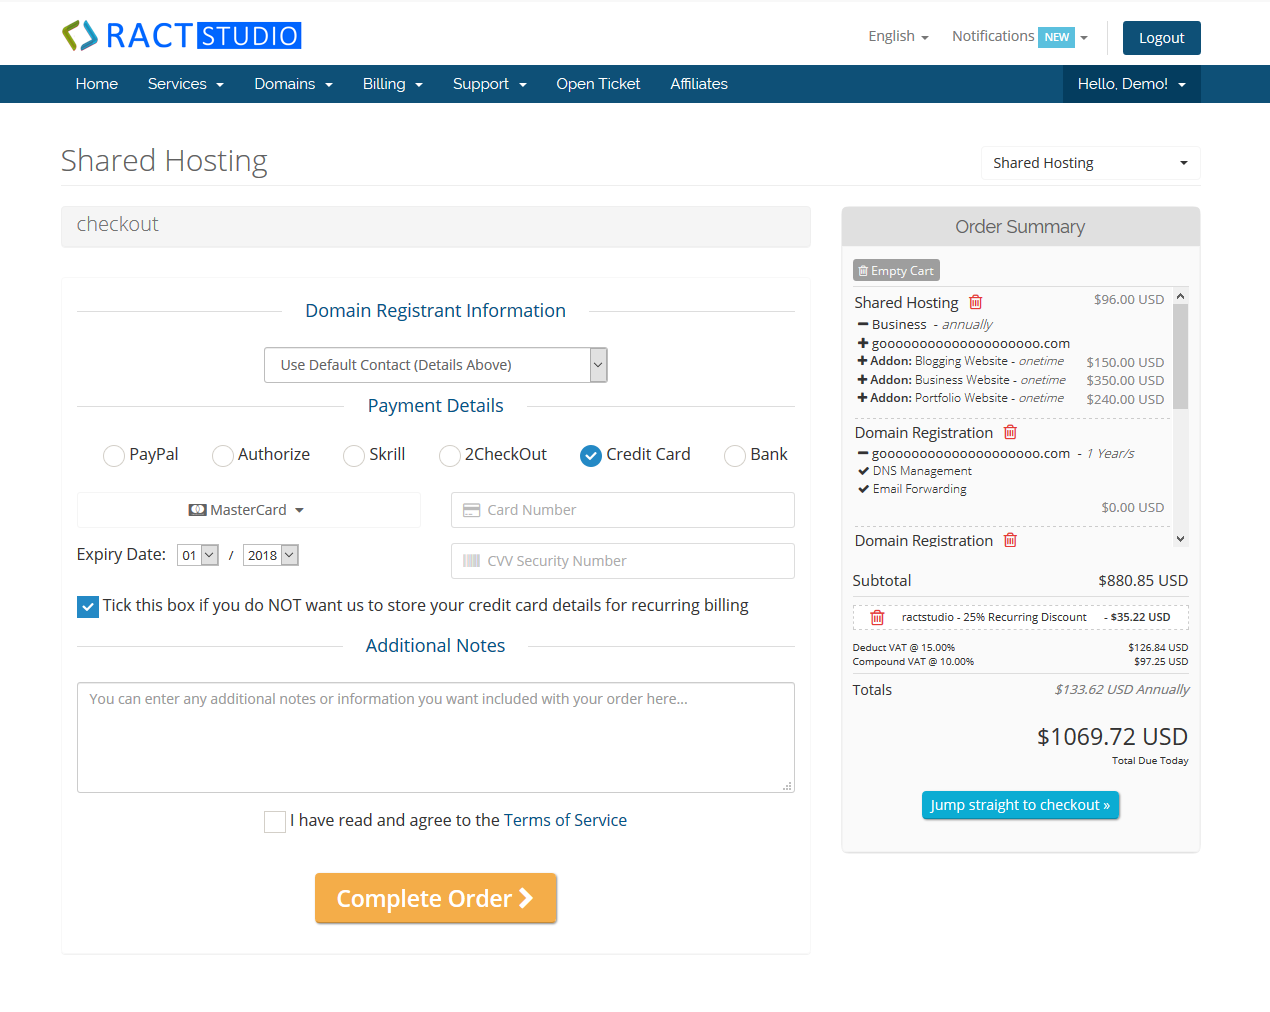 RACT STUDIO
English
Notifications NEW
Logout
Home Services Domains Billing Support Open Ticket Affiliates
Hello, Demo!
Shared Hosting
Shared Hosting
checkout
Domain Registrant Information
Use Default Contact (Details Above)
Payment Details
PayPal Authorize Skrill 2CheckOut Credit Card Bank
MasterCard
Card Number
Expiry Date: 01 / 2018
CVV Security Number
Tick this box if you do NOT want us to store your credit card details for recurring billing
Additional Notes
You can enter any additional notes or information you want included with your order here...
I have read and agree to the Terms of Service
Complete Order
Order Summary
Empty Cart
Shared Hosting $96.00 USD
Business - annually
goooooooooooooooooooo.com
Addon: Blogging Website - onetime $150.00 USD
Addon: Business Website - onetime $350.00 USD
Addon: Portfolio Website - onetime $240.00 USD
Domain Registration
goooooooooooooooooooo.com - 1 Year/s
DNS Management
Email Forwarding
$0.00 USD
Domain Registration
Subtotal $880.85 USD
ractstudio - 25% Recurring Discount - $35.22 USD
Deduct VAT @ 15.00% $126.84 USD
Compound VAT @ 10.00% $97.25 USD
Totals $133.62 USD Annually
$1069.72 USD
Total Due Today
Jump straight to checkout »